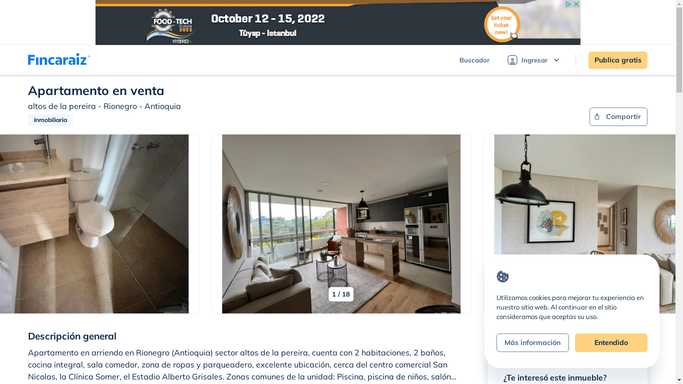 FOOD-TECH
October 12 - 15, 2022
Tüyap - Istanbul
Get your ticket now!
Fincaraiz
Buscador
Ingresar
Publica gratis
Apartamento en venta
altos de la pereira - Rionegro - Antioquia
Inmobiliaria
Compartir
1 / 18
Utilizamos cookies para mejorar tu experiencia en
nuestro sitio web. Al continuar en el sitio
consideramos que aceptas su uso.
Más información
Entendido
Descripción general
Apartamento en arriendo en Rionegro (Antioquia) sector altos de la pereira, cuenta con 2 habitaciones, 2 baños,
cocina integral, sala comedor, zona de ropas y parqueadero, excelente ubicación, cerca del centro comercial San
Nicolas, la Clínica Somer, el Estadio Alberto Grisales. Zonas comunes de la unidad: Piscina, piscina de niños, salón...
¿Te interesó este inmueble?